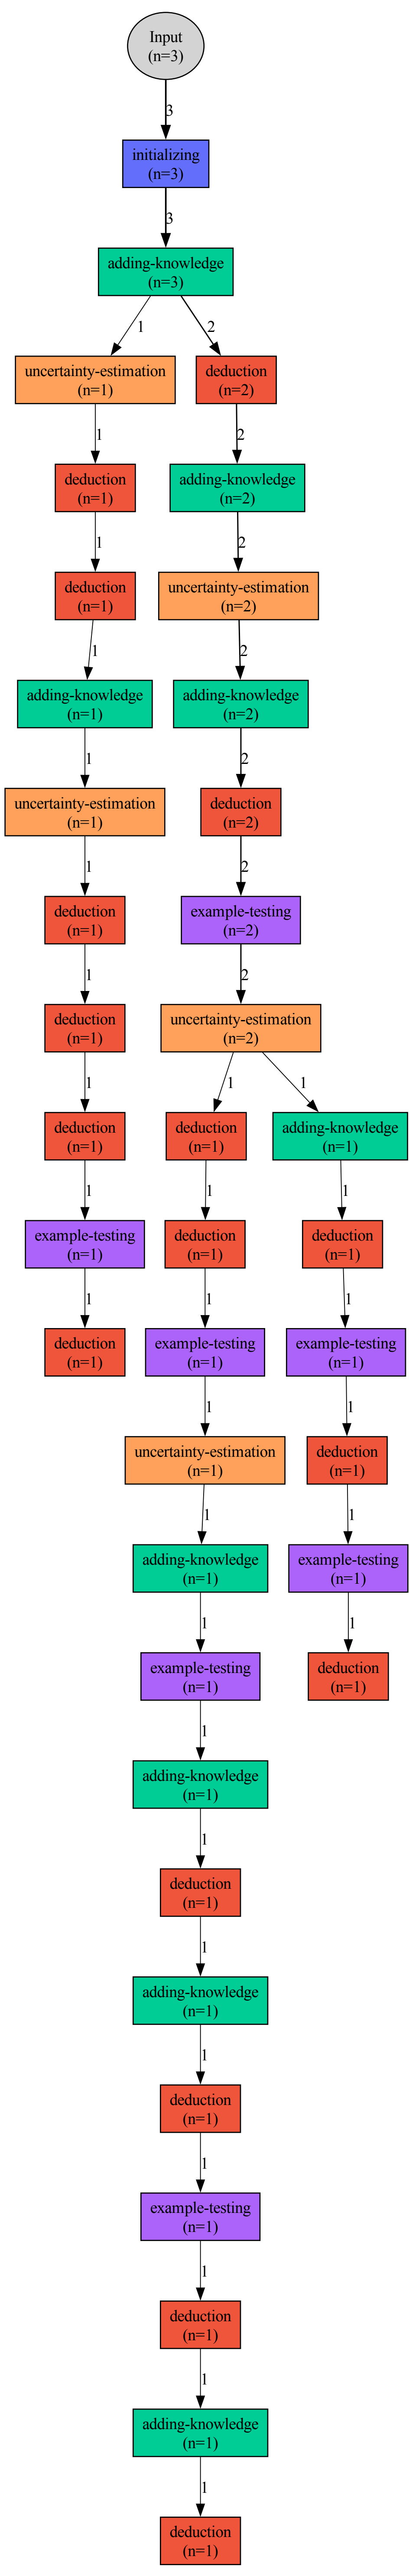 Input
(n=3)
3
initializing
(n=3)
3
adding-knowledge
(n=3)
1
2
uncertainty-estimation
(n=1)
deduction
(n=2)
1
2
deduction
(n=1)
adding-knowledge
(n=2)
1
2
deduction
(n=1)
uncertainty-estimation
(n=2)
1
2
adding-knowledge
(n=1)
adding-knowledge
(n=2)
1
2
uncertainty-estimation
(n=1)
deduction
(n=2)
1
2
deduction
(n=1)
example-testing
(n=2)
1
2
deduction
(n=1)
uncertainty-estimation
(n=2)
1
1
1
deduction
(n=1)
deduction
(n=1)
adding-knowledge
(n=1)
1
1
1
example-testing
(n=1)
deduction
(n=1)
deduction
(n=1)
1
1
1
deduction
(n=1)
example-testing
(n=1)
example-testing
(n=1)
1
1
uncertainty-estimation
(n=1)
deduction
(n=1)
1
1
adding-knowledge
(n=1)
example-testing
(n=1)
1
1
example-testing
(n=1)
deduction
(n=1)
1
adding-knowledge
(n=1)
1
deduction
(n=1)
1
adding-knowledge
(n=1)
1
deduction
(n=1)
1
example-testing
(n=1)
1
deduction
(n=1)
1
adding-knowledge
(n=1)
1
deduction
(n=1)